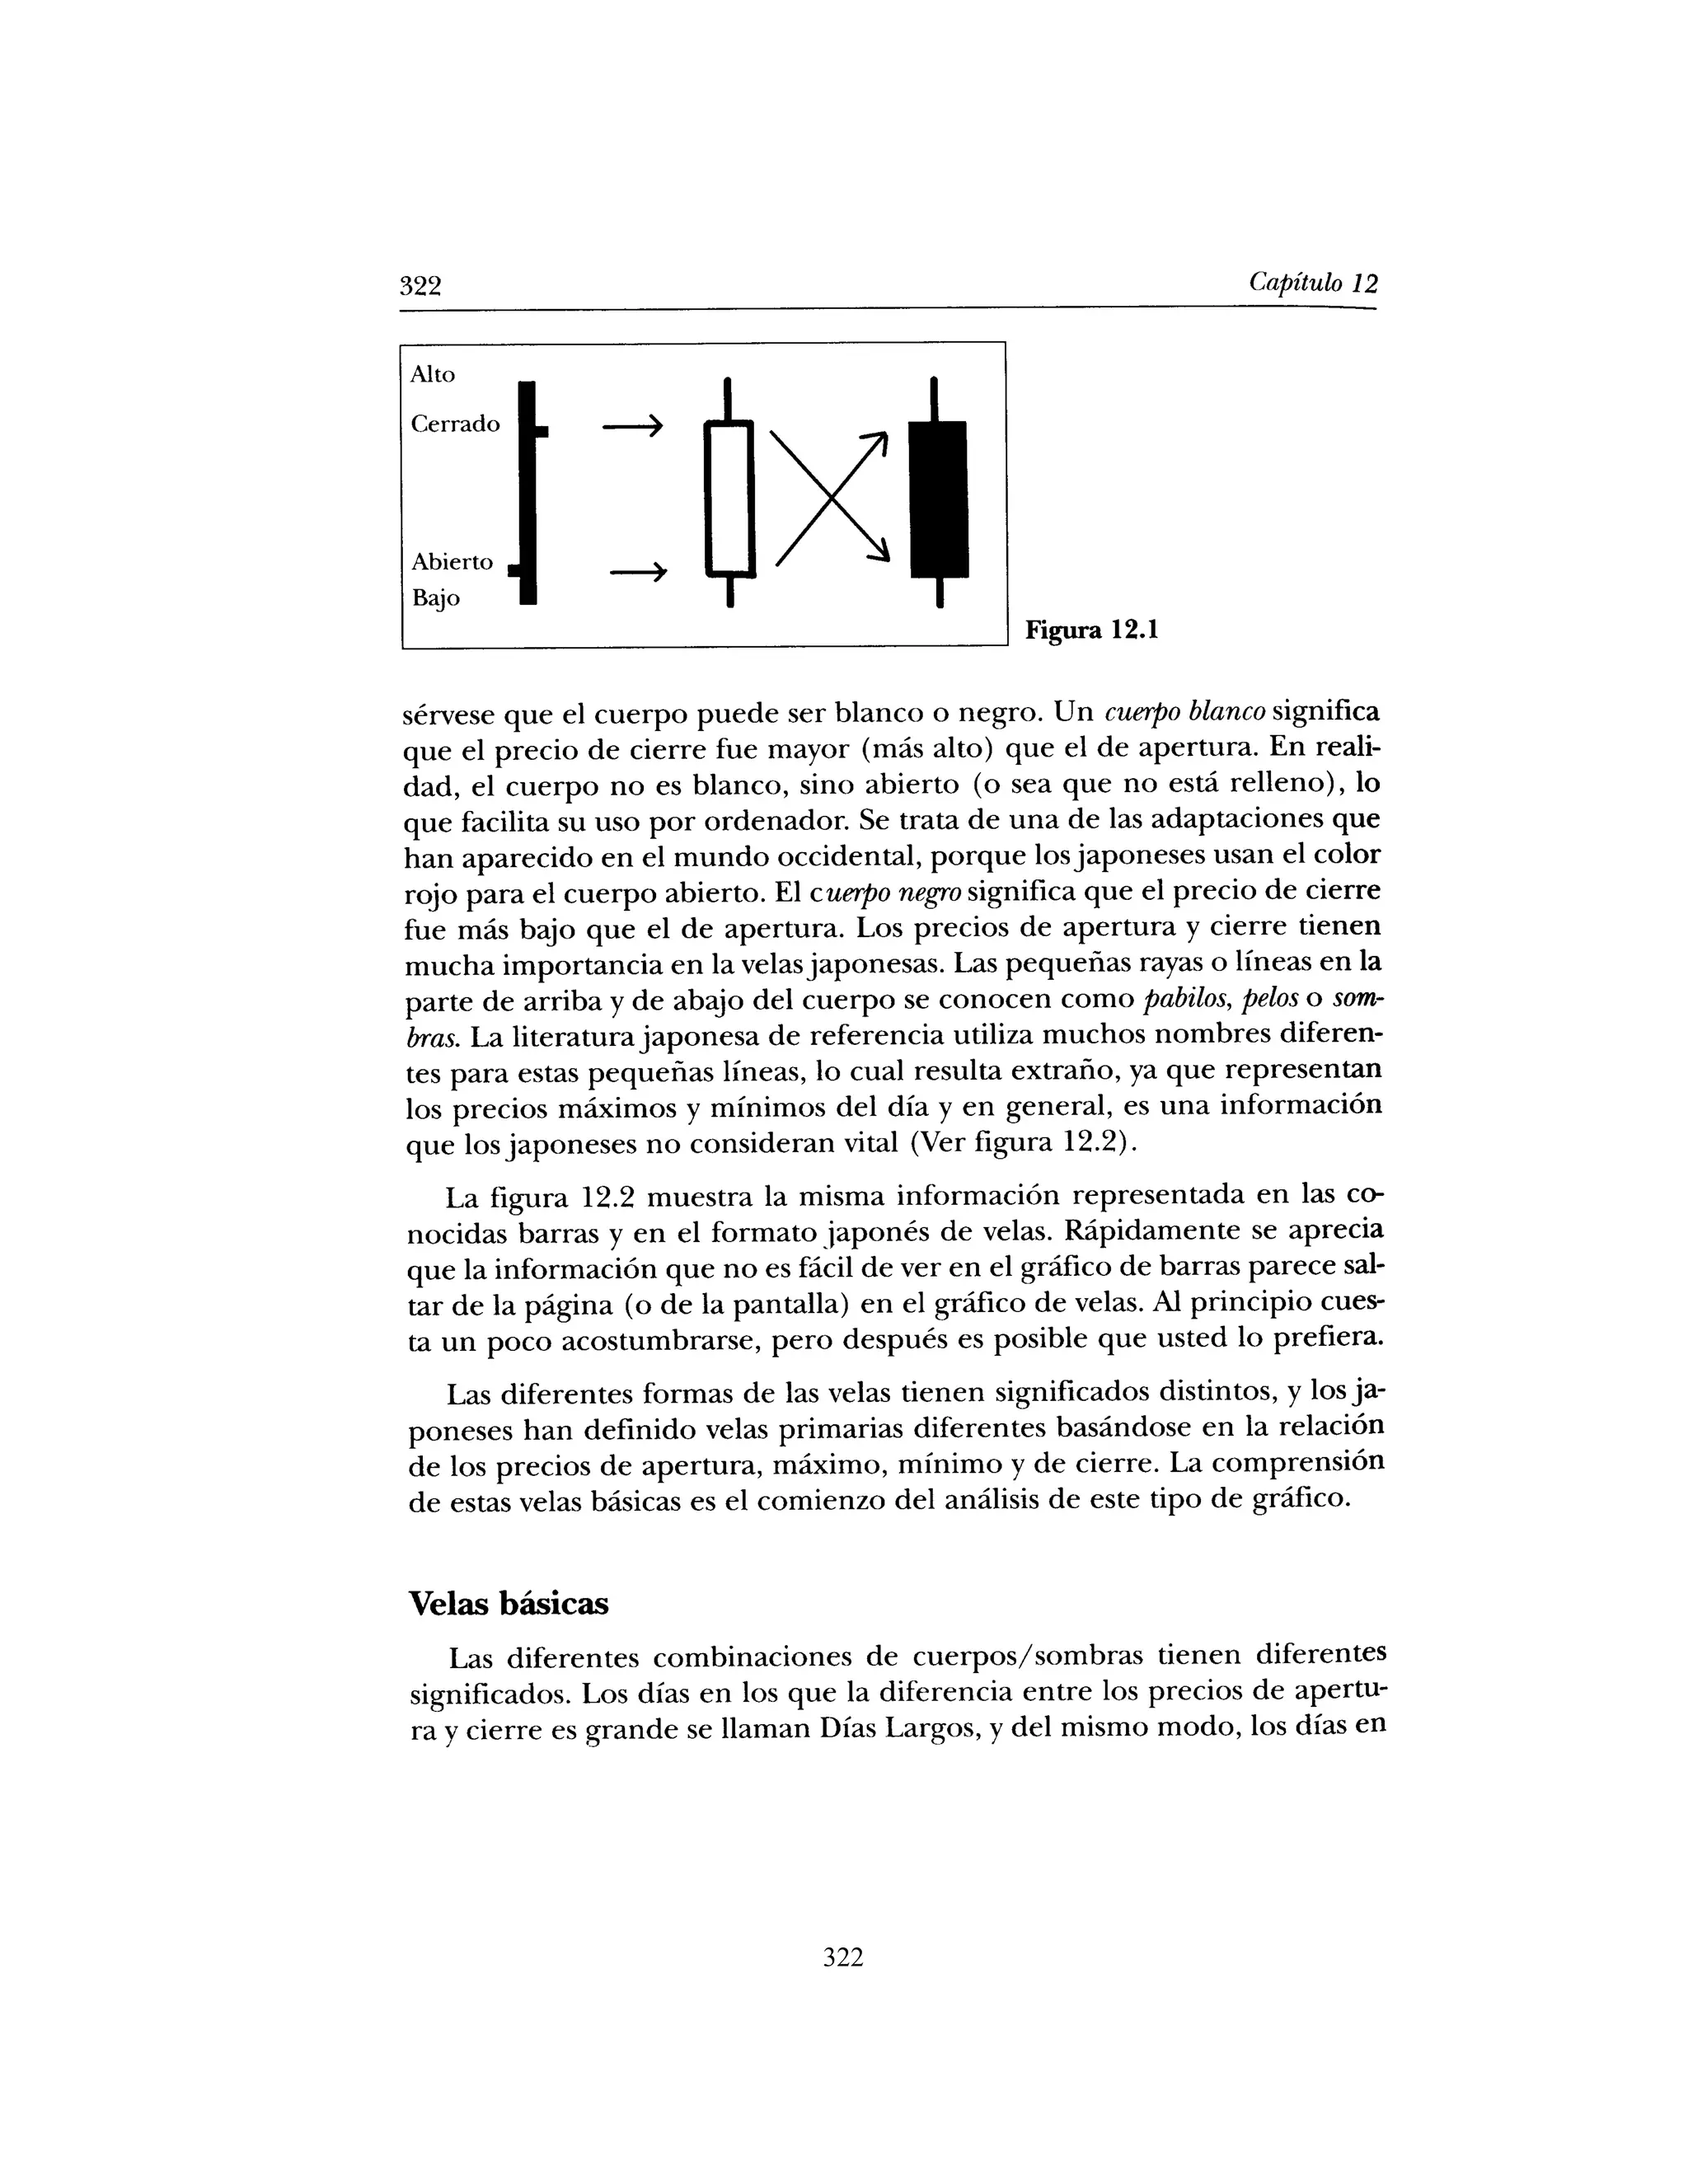 322 Capítulo 12
Alto
Cerrado
Abierto
Bajo
Figura 12.1
sérvese que el cuerpo puede ser blanco o negro. Un cuerpo blanco significa
que el precio de cierre fue mayor (más alto) que el de apertura. En reali-
dad, el cuerpo no es blanco, sino abierto (o sea que no está relleno), lo
que facilita su uso por ordenador. Se trata de una de las adaptaciones que
han aparecido en el mundo occidental, porque los japoneses usan el color
rojo para el cuerpo abierto. El cuerpo negro significa que el precio de cierre
fue más bajo que el de apertura. Los precios de apertura y cierre tienen
mucha importancia en la velas japonesas. Las pequeñas rayas o líneas en la
parte de arriba y de abajo del cuerpo se conocen como pabilos, pelos o som-
bras. La literatura japonesa de referencia utiliza muchos nombres diferen-
tes para estas pequeñas líneas, lo cual resulta extraño, ya que representan
los precios máximos y mínimos del día y en general, es una información
que los japoneses no consideran vital (Ver figura 12.2).
La figura 12.2 muestra la misma información representada en las co-
nocidas barras y en el formato japonés de velas. Rápidamente se aprecia
que la información que no es fácil de ver en el gráfico de barras parece sal-
tar de la página (o de la pantalla) en el gráfico de velas. Al principio cues-
ta un poco acostumbrarse, pero después es posible que usted lo prefiera.
Las diferentes formas de las velas tienen significados distintos, y los ja-
poneses han definido velas primarias diferentes basándose en la relación
de los precios de apertura, máximo, mínimo y de cierre. La comprensión
de estas velas básicas es el comienzo del análisis de este tipo de gráfico.
Velas básicas
Las diferentes combinaciones de cuerpos/sombras tienen diferentes
significados. Los días en los que la diferencia entre los precios de apertu-
ra y cierre es grande se llaman Días Largos, y del mismo modo, los días en
322